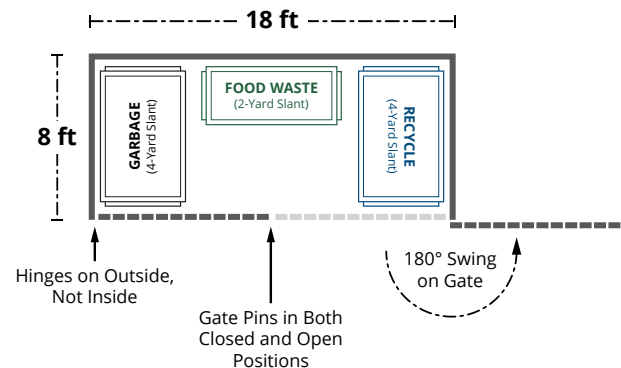 18 ft
8 ft
GARBAGE
(4-Yard Slant)
FOOD WASTE
(2-Yard Slant)
RECYCLE
(4-Yard Slant)
Hinges on Outside,
Not Inside
Gate Pins in Both
Closed and Open
Positions
180° Swing
on Gate